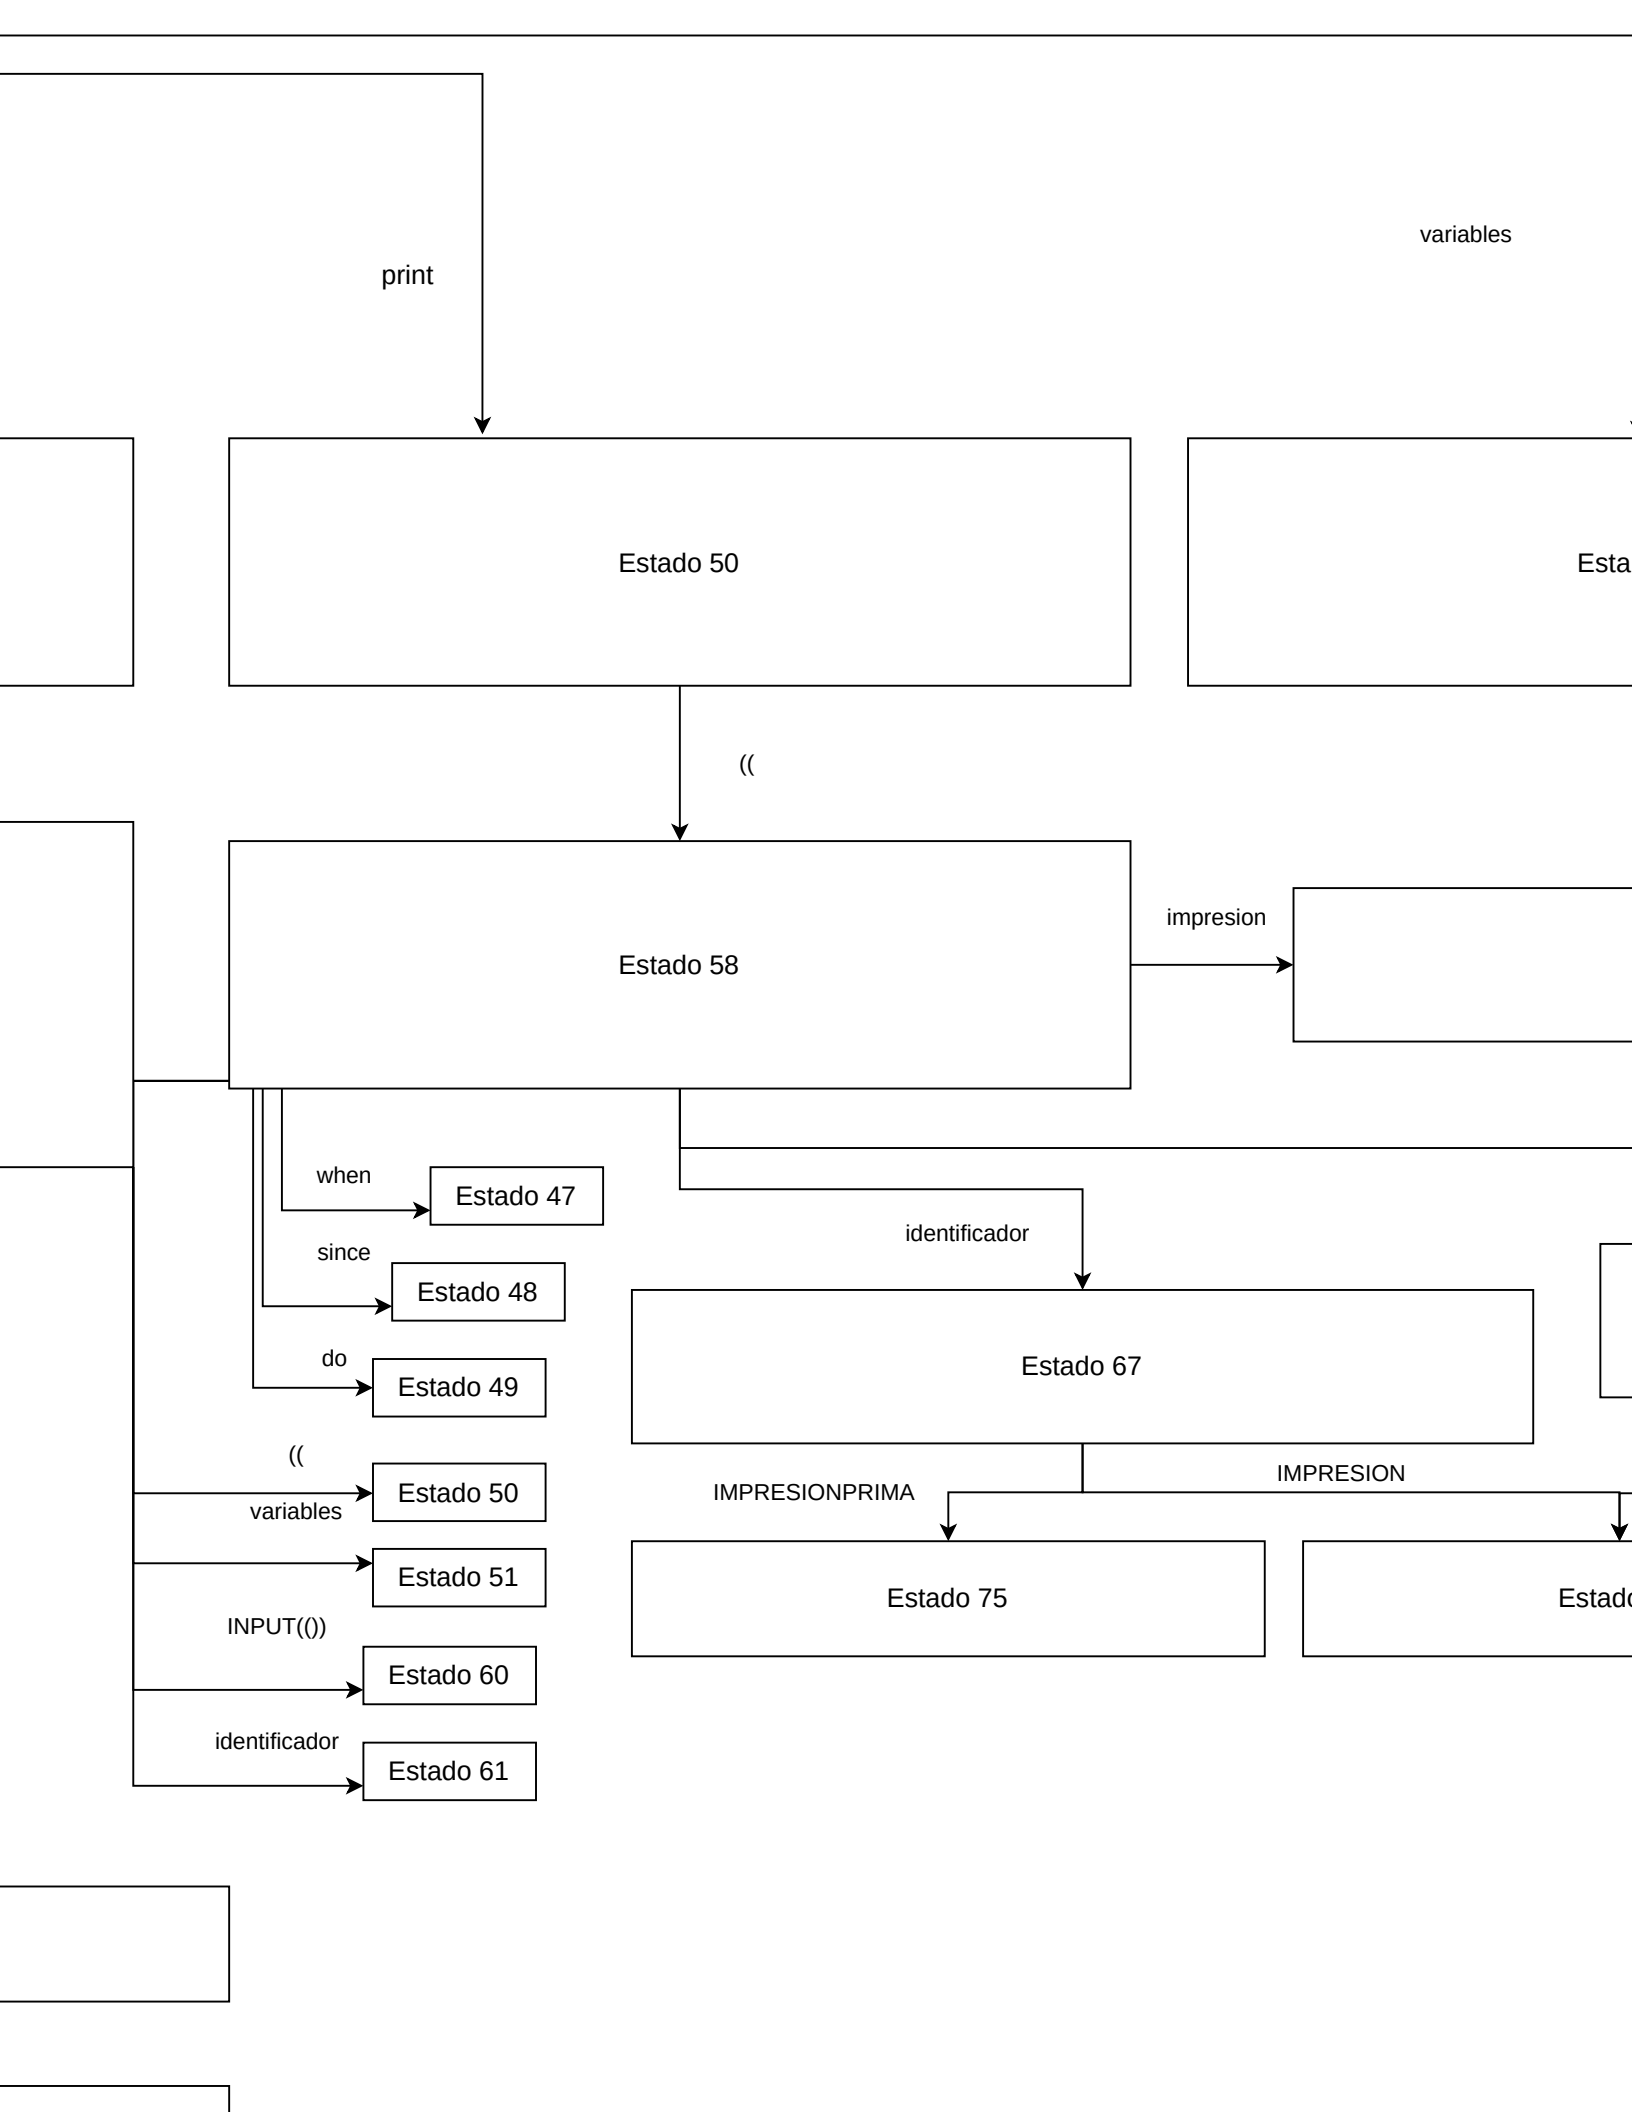 variables
print
Estado 50
Esta
((
impresion
Estado 58
when
Estado 47
identificador
since
Estado 48
do
Estado 49
Estado 67
((
IMPRESION
IMPRESIONPRIMA
Estado 50
variables
Estado 51
Estado 75
Estado
INPUT(())
Estado 60
identificador
Estado 61